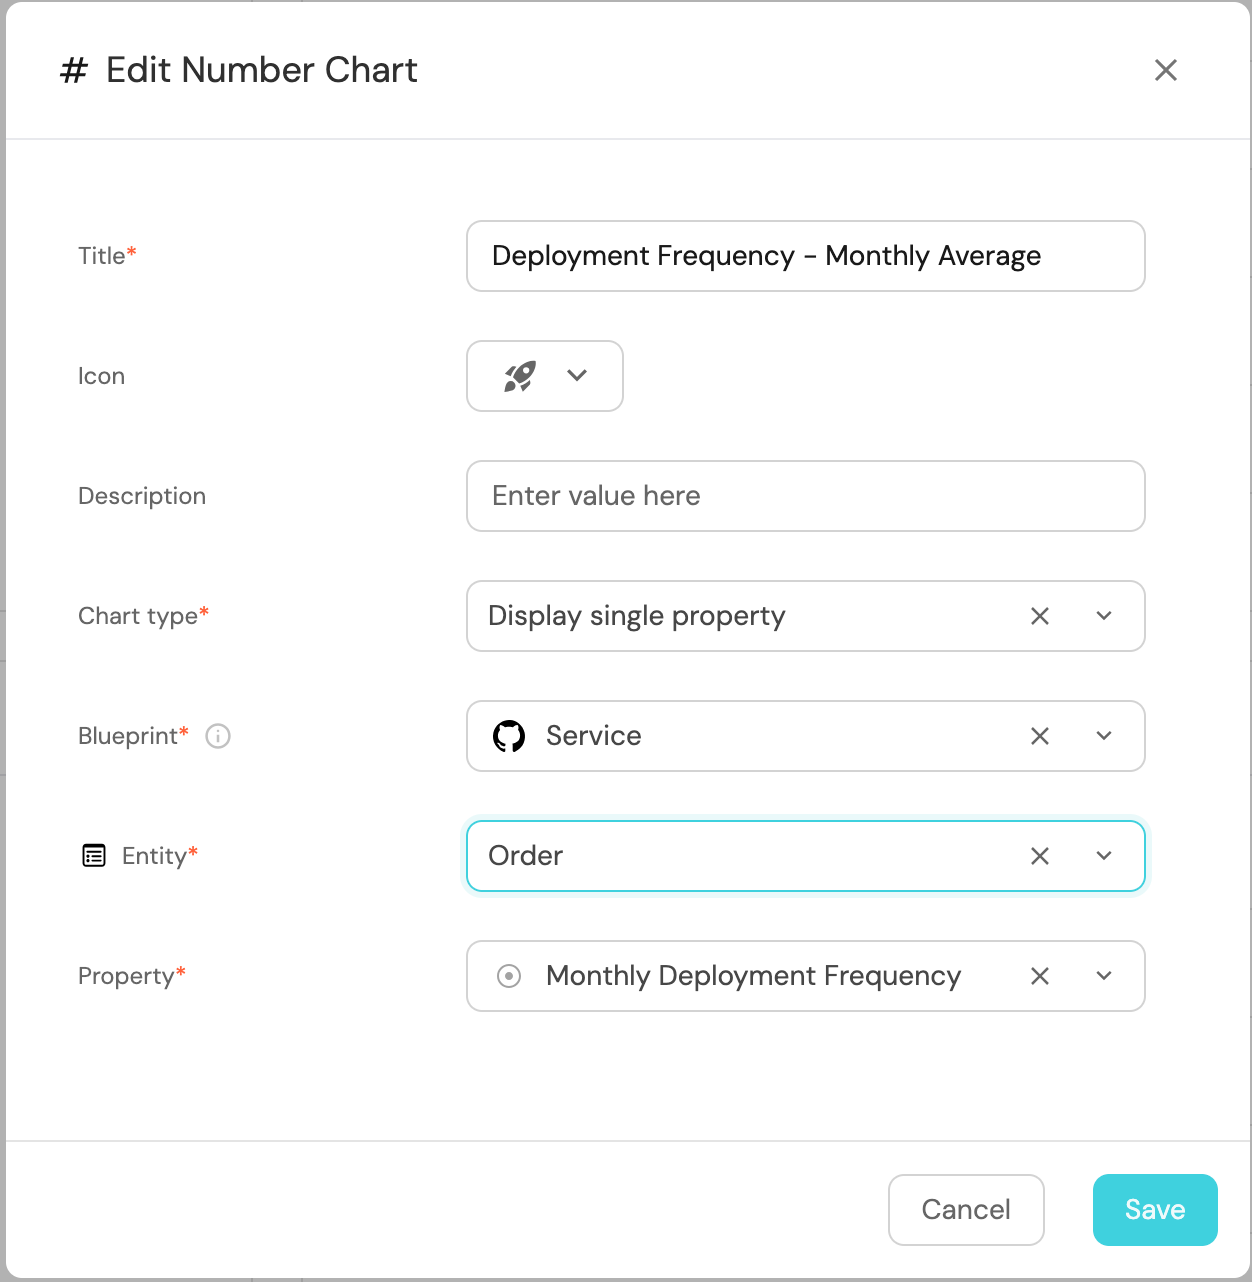 # Edit Number Chart
Title*
Deployment Frequency - Monthly Average
Icon
Description
Enter value here
Chart type*
Display single property
Blueprint*
Service
Entity*
Order
Property*
Monthly Deployment Frequency
Cancel
Save